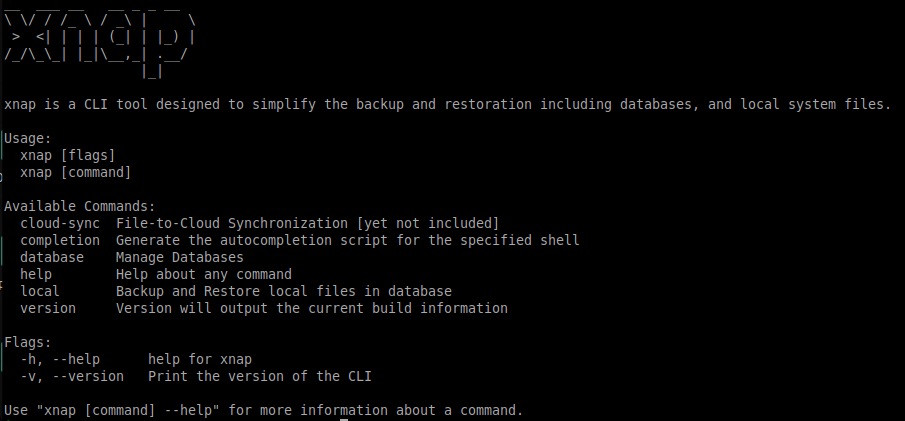 xnap
xnap is a CLI tool designed to simplify the backup and restoration including databases, and local system files.
Usage:
xnap [flags]
xnap [command]
Available Commands:
cloud-sync File-to-Cloud Synchronization [yet not included]
completion Generate the autocompletion script for the specified shell
database Manage Databases
help Help about any command
local Backup and Restore local files in database
version Version will output the current build information
Flags:
-h, --help help for xnap
-v, --version Print the version of the CLI
Use "xnap [command] --help" for more information about a command.